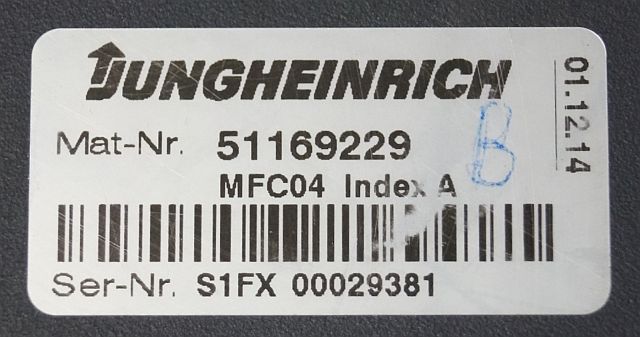 JUNGHEINRICH
Mat-Nr. 51169229
MFC04 Index A
B
Ser-Nr. S1FX 00029381
01.12.14